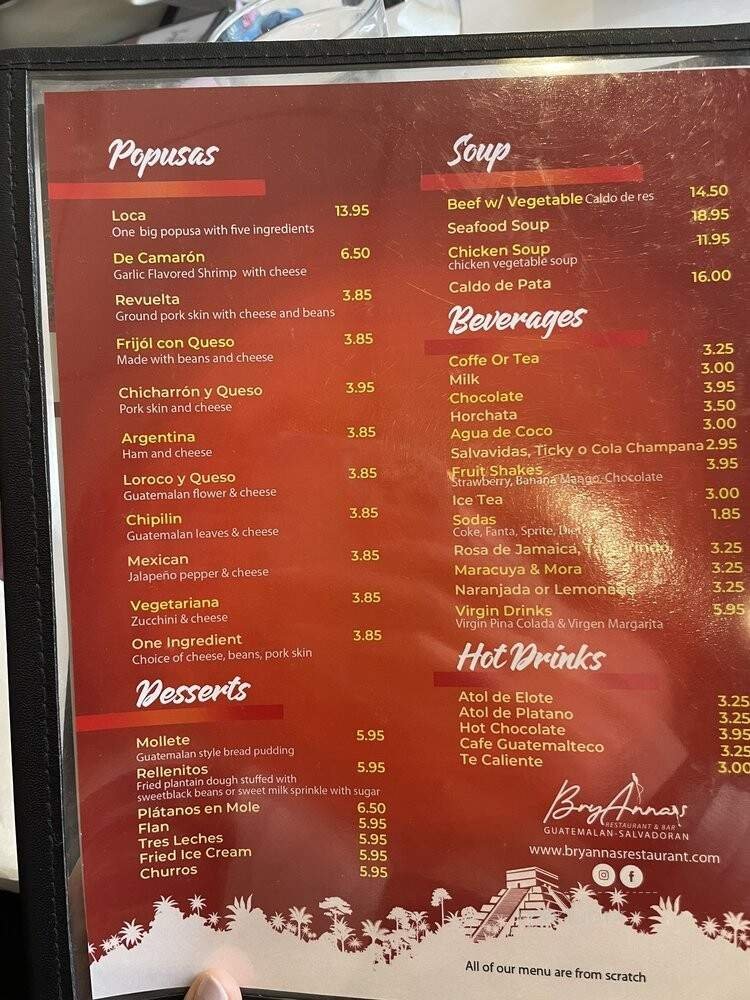 Popusas
Loca 13.95
One big popusa with five ingredients
De Camarón 6.50
Garlic Flavored Shrimp with cheese
Revuelta 3.85
Ground pork skin with cheese and beans
Frijól con Queso 3.85
Made with beans and cheese
Chicharrón y Queso 3.95
Pork skin and cheese
Argentina 3.85
Ham and cheese
Loroco y Queso 3.85
Guatemalan flower & cheese
Chipilin 3.85
Guatemalan leaves & cheese
Mexican 3.85
Jalapeño pepper & cheese
Vegetariana 3.85
Zucchini & cheese
One Ingredient 3.85
Choice of cheese, beans, pork skin
Desserts
Mollete 5.95
Guatemalan style bread pudding
Rellenitos 5.95
Fried plantain dough stuffed with
sweetblack beans or sweet milk sprinkle with sugar
Plátanos en Mole 6.50
Flan 5.95
Tres Leches 5.95
Fried Ice Cream 5.95
Churros 5.95
Soup
Beef w/ Vegetable Caldo de res 14.50
Seafood Soup 18.95
Chicken Soup 11.95
chicken vegetable soup
Caldo de Pata 16.00
Beverages
Coffe Or Tea 3.25
Milk 3.00
Chocolate 3.95
Horchata 3.50
Agua de Coco 3.00
Salvavidas, Ticky o Cola Champana 2.95
Fruit Shakes 3.95
Strawberry, Banana Mango, Chocolate
Ice Tea 3.00
Sodas 1.85
Coke, Fanta, Sprite, Diet
Rosa de Jamaica, Tamarindo 3.25
Maracuya & Mora 3.25
Naranjada or Lemonade 3.25
Virgin Drinks 5.95
Virgin Pina Colada & Virgen Margarita
Hot Drinks
Atol de Elote 3.25
Atol de Platano 3.25
Hot Chocolate 3.95
Cafe Guatemalteco 3.25
Te Caliente 3.00
BryAnna's
RESTAURANT & BAR
GUATEMALAN-SALVADORAN
www.bryannasrestaurant.com
All of our menu are from scratch